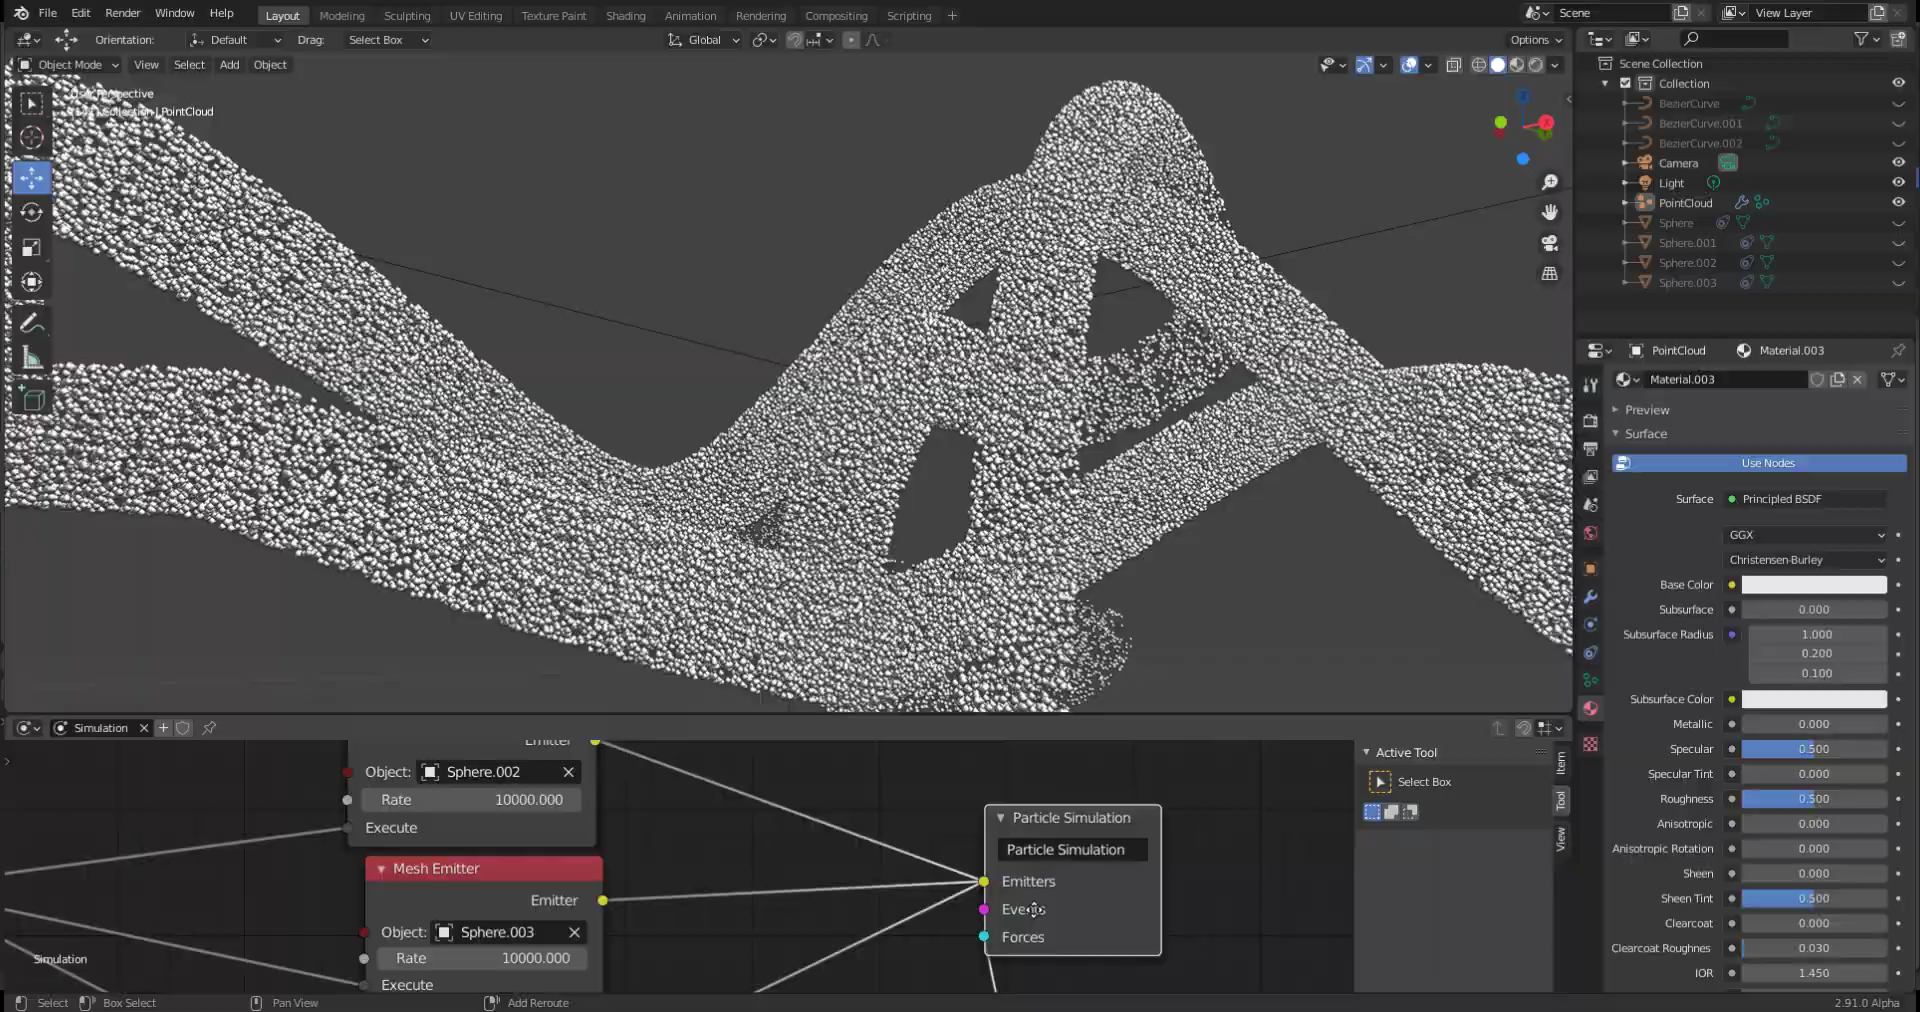 File Edit Render Window Help Layout Modeling Sculpting UV Editing Texture Paint Shading Animation Rendering Compositing Scripting + Scene View Layer
Orientation: Default Drag: Select Box Global Options
Object Mode View Select Add Object
Perspective
Collection | PointCloud
Scene Collection
Collection
BezierCurve
BezierCurve.001
BezierCurve.002
Camera
Light
PointCloud
Sphere
Sphere.001
Sphere.002
Sphere.003
PointCloud Material.003
Material.003
Preview
Surface
Use Nodes
Surface Principled BSDF
GGX
Christensen-Burley
Base Color
Subsurface 0.000
Subsurface Radius 1.000
0.200
0.100
Subsurface Color
Metallic 0.000
Specular 0.500
Specular Tint 0.000
Roughness 0.500
Anisotropic 0.000
Anisotropic Rotation 0.000
Sheen 0.000
Sheen Tint 0.500
Clearcoat 0.000
Clearcoat Roughnes 0.030
IOR 1.450
Simulation
Emitter
Object: Sphere.002
Rate 10000.000
Execute
Mesh Emitter
Emitter
Object: Sphere.003
Rate 10000.000
Execute
Particle Simulation
Particle Simulation
Emitters
Forces
Active Tool
Select Box
Item
Tool
View
Simulation
Select Box Select Pan View Add Reroute 2.91.0 Alpha